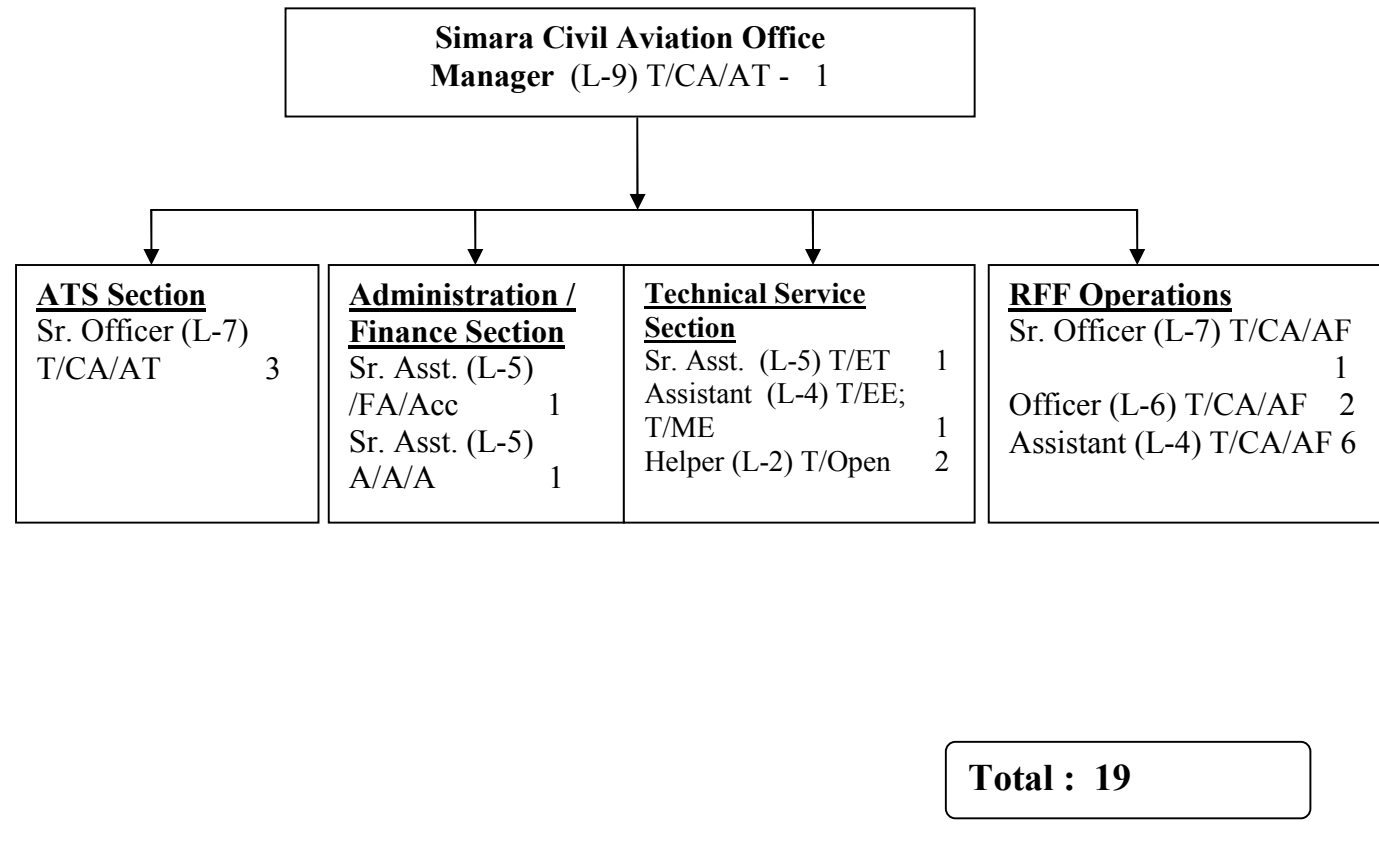 Simara Civil Aviation Office
Manager (L-9) T/CA/AT - 1
ATS Section
Sr. Officer (L-7)
T/CA/AT 3
Administration /
Finance Section
Sr. Asst. (L-5)
/FA/Acc 1
Sr. Asst. (L-5)
A/A/A 1
Technical Service
Section
Sr. Asst. (L-5) T/ET 1
Assistant (L-4) T/EE;
T/ME 1
Helper (L-2) T/Open 2
RFF Operations
Sr. Officer (L-7) T/CA/AF
1
Officer (L-6) T/CA/AF 2
Assistant (L-4) T/CA/AF 6
Total : 19